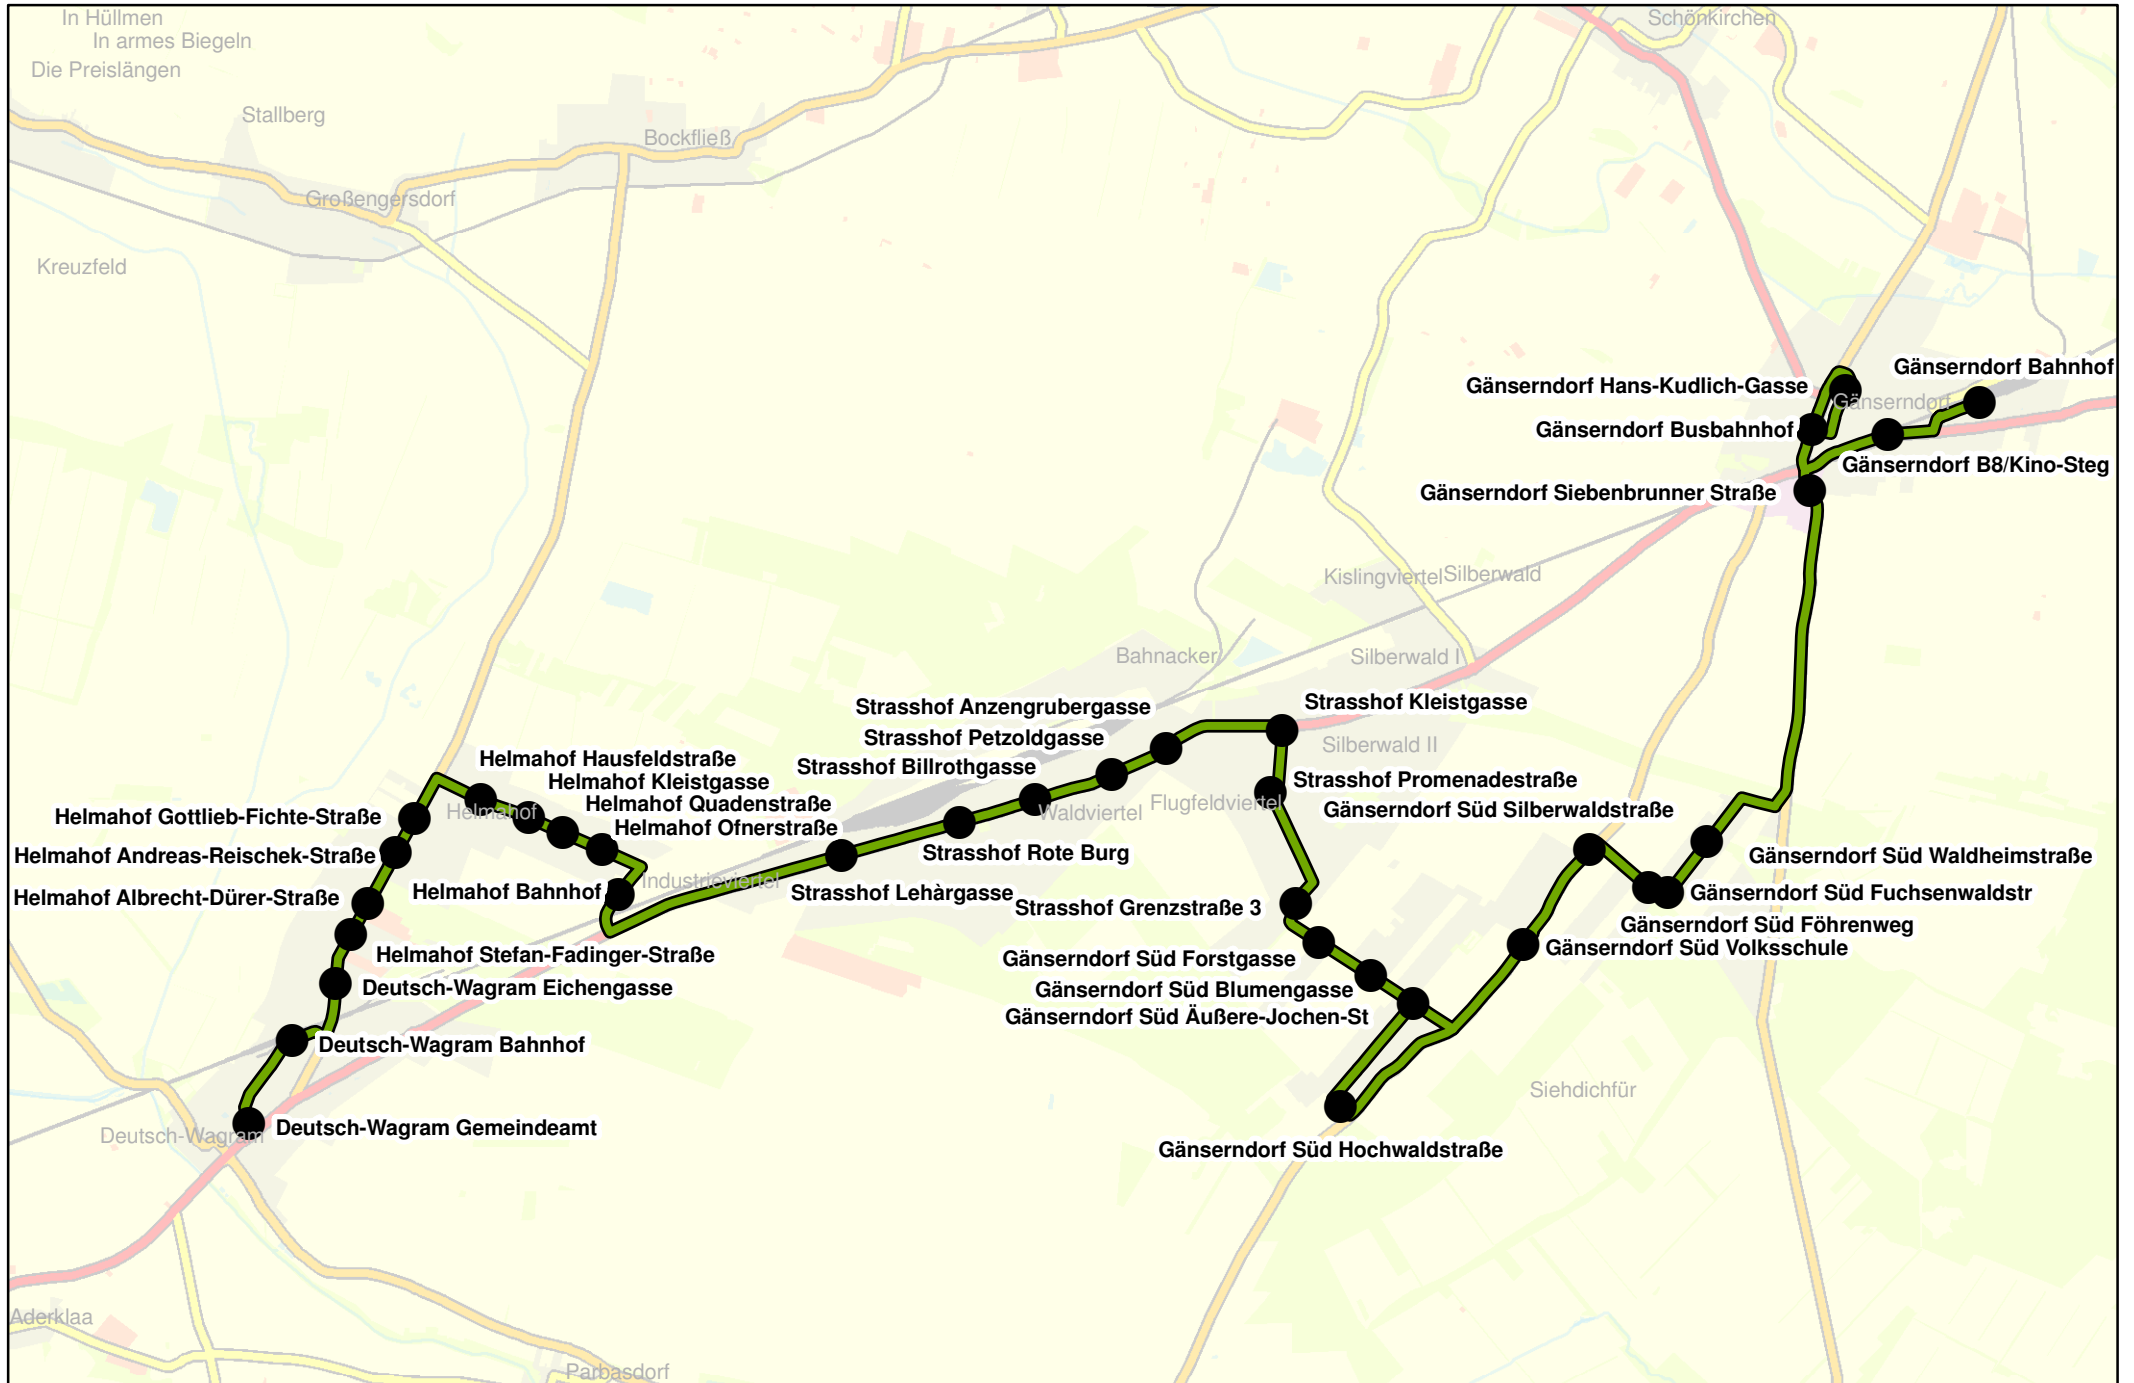 In Hüllmen
Schönkirchen
In armes Biegeln
Die Preislängen
Stallberg
Bockfließ
Großengersdorf
Kreuzfeld
Gänserndorf Bahnhof
Gänserndorf Hans-Kudlich-Gasse
Gänserndorf
Gänserndorf Busbahnhof
Gänserndorf B8/Kino-Steg
Gänserndorf Siebenbrunner Straße
Kislingviertel
Silberwald
Bahnacker
Silberwald I
Strasshof Anzengrubergasse
Strasshof Kleistgasse
Strasshof Petzoldgasse
Silberwald II
Helmahof Hausfeldstraße
Strasshof Billrothgasse
Helmahof Kleistgasse
Strasshof Promenadestraße
Helmahof Quadenstraße
Flugfeldviertel
Gänserndorf Süd Silberwaldstraße
Helmahof
Waldviertel
Helmahof Gottlieb-Fichte-Straße
Helmahof Ofnerstraße
Helmahof Andreas-Reischek-Straße
Strasshof Rote Burg
Gänserndorf Süd Waldheimstraße
Industrieviertel
Helmahof Bahnhof
Strasshof Lehàrgasse
Gänserndorf Süd Fuchsenwaldstr
Helmahof Albrecht-Dürer-Straße
Strasshof Grenzstraße 3
Gänserndorf Süd Föhrenweg
Gänserndorf Süd Volksschule
Helmahof Stefan-Fadinger-Straße
Gänserndorf Süd Forstgasse
Deutsch-Wagram Eichengasse
Gänserndorf Süd Blumengasse
Gänserndorf Süd Äußere-Jochen-St
Deutsch-Wagram Bahnhof
Siehdichfür
Deutsch-Wagram Gemeindeamt
Deutsch-Wagram
Gänserndorf Süd Hochwaldstraße
Aderklaa
Parbasdorf